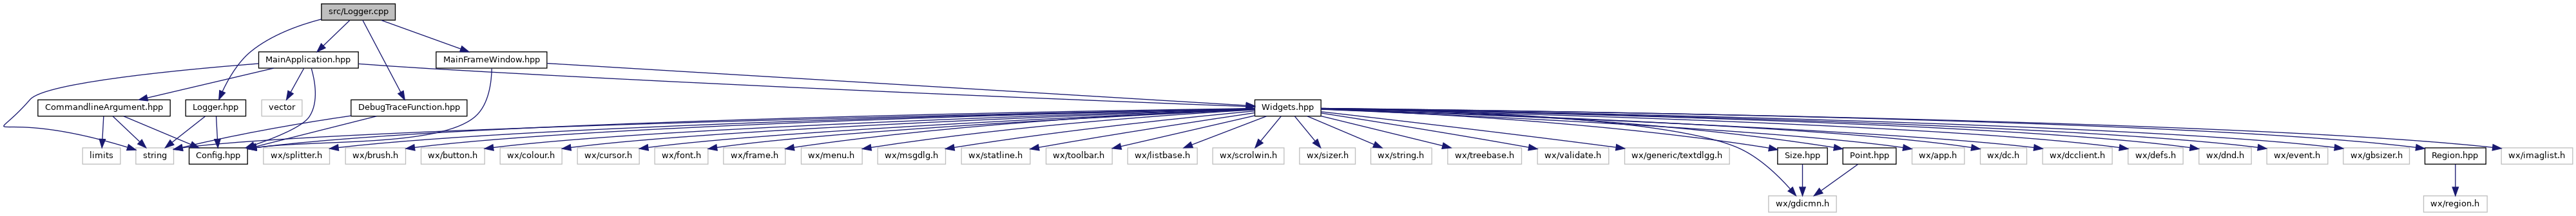 src/Logger.cpp
MainApplication.hpp
MainFrameWindow.hpp
CommandlineArgument.hpp
Logger.hpp
vector
DebugTraceFunction.hpp
Widgets.hpp
limits
string
Config.hpp
wx/splitter.h
wx/brush.h
wx/button.h
wx/colour.h
wx/cursor.h
wx/font.h
wx/frame.h
wx/menu.h
wx/msgdlg.h
wx/statline.h
wx/toolbar.h
wx/listbase.h
wx/scrolwin.h
wx/sizer.h
wx/string.h
wx/treebase.h
wx/validate.h
wx/generic/textdlgg.h
Size.hpp
Point.hpp
wx/app.h
wx/dc.h
wx/dcclient.h
wx/defs.h
wx/dnd.h
wx/event.h
wx/gbsizer.h
Region.hpp
wx/imaglist.h
wx/gdicmn.h
wx/region.h